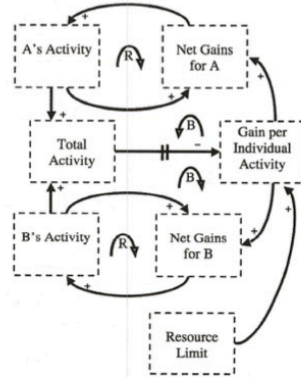 A's Activity
Net Gains
for A
R
+
+
+
+
+
Total
Activity
B
−
Gain per
Individual
Activity
B
+
+
+
B's Activity
R
Net Gains
for B
+
+
Resource
Limit